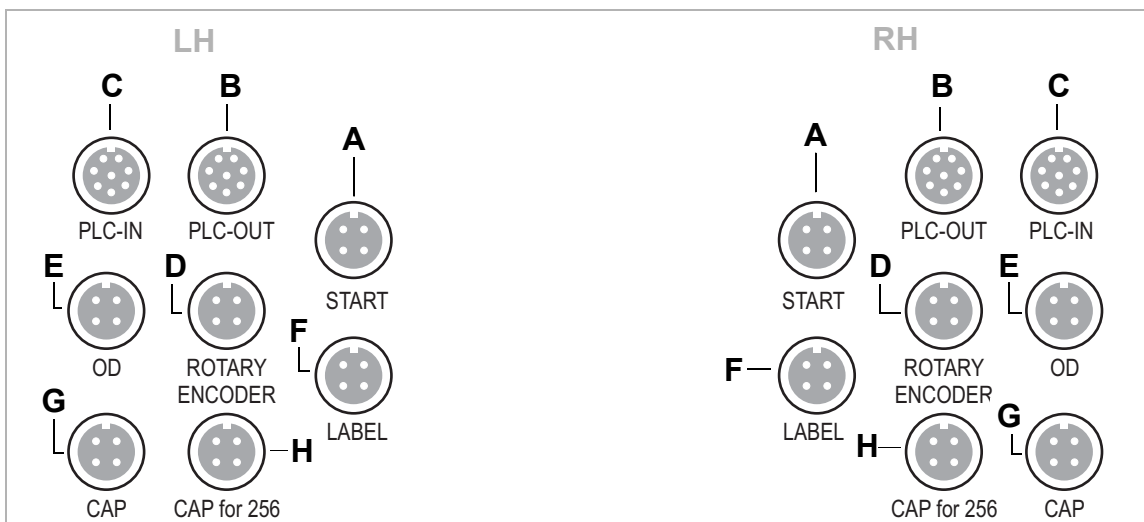 LH
RH
C B
A
B C
A
PLC-IN PLC-OUT
PLC-OUT PLC-IN
E D
START
F
D E
START
OD ROTARY
ENCODER
F
ROTARY
ENCODER OD
G
LABEL
H
LABEL
G
H
CAP CAP for 256
CAP for 256 CAP